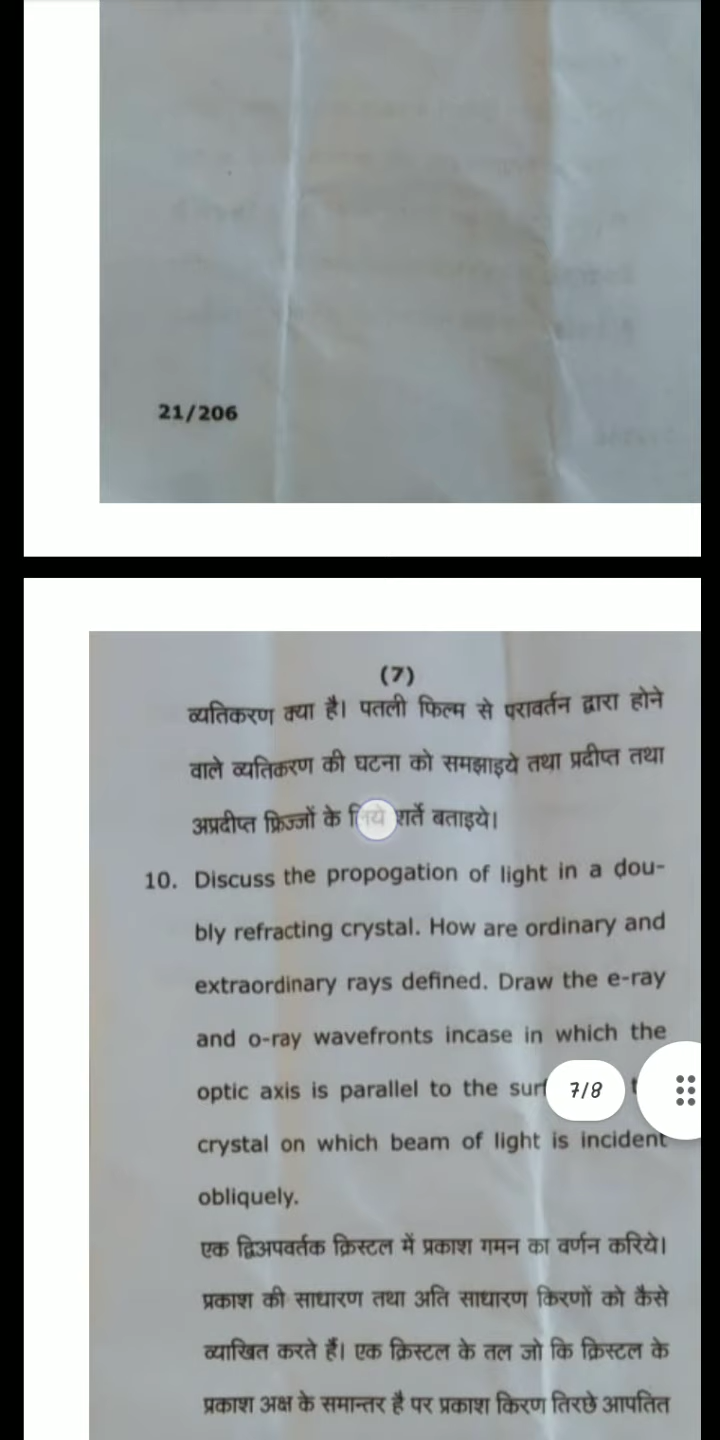 21/206
(7)
व्यतिकरण क्या है। पतली फिल्म से परावर्तन द्वारा होने
वाले व्यतिकरण की घटना को समझाइये तथा प्रदीप्त तथा
अप्रदीप्त फ्रिज्जों के लिये शर्ते बताइये।
10. Discuss the propogation of light in a dou-
bly refracting crystal. How are ordinary and
extraordinary rays defined. Draw the e-ray
and o-ray wavefronts incase in which the
optic axis is parallel to the
7/8
crystal on which beam of light is incident
obliquely.
एक द्विअपवर्तक क्रिस्टल में प्रकाश गमन का वर्णन करिये।
प्रकाश की साधारण तथा अति साधारण किरणों को कैसे
व्याखित करते हैं। एक क्रिस्टल के तल जो कि क्रिस्टल के
प्रकाश अक्ष के समान्तर है पर प्रकाश किरण तिरछे आपतित